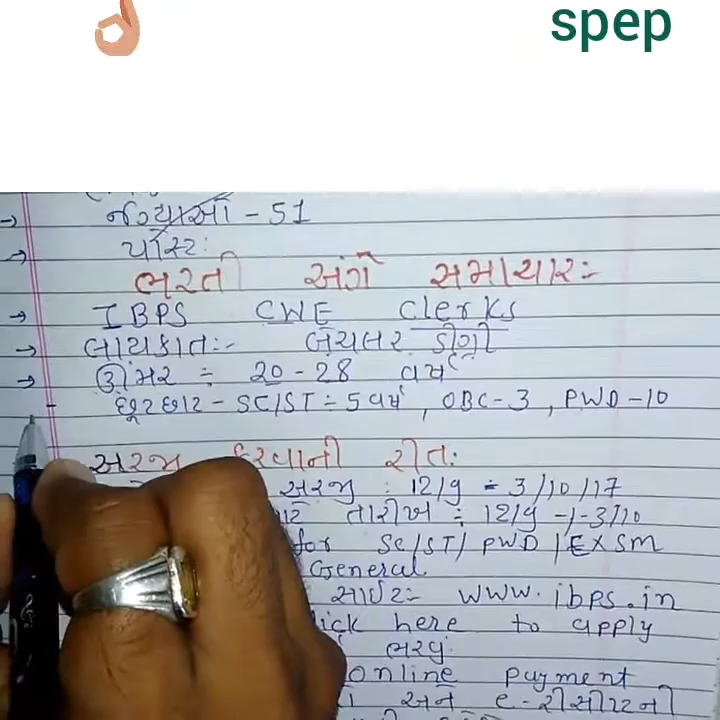 spep
જગ્યાઓ - 51
પોસ્ટ:
ભરતી અંગે સમાચાર:-
IBPS CWE Clerks
લાયકાત:- બેચલર ડીગ્રી
ઊંમર ÷ 20 - 28 વર્ષ
છૂટછાટ - SC/ST = 5 વર્ષ , OBC - 3 , PWD - 10
અરજી કરવાની રીત:
અરજી : 12/9 - 3/10/17
તારીખ ÷ 12/9 -1-3/10
for SC/ST/ PWD | EXSM
General
સાઈટ:- www.ibps.in
ick here to apply
ભરવું
online payment
અને e-રીસીપ્ટની